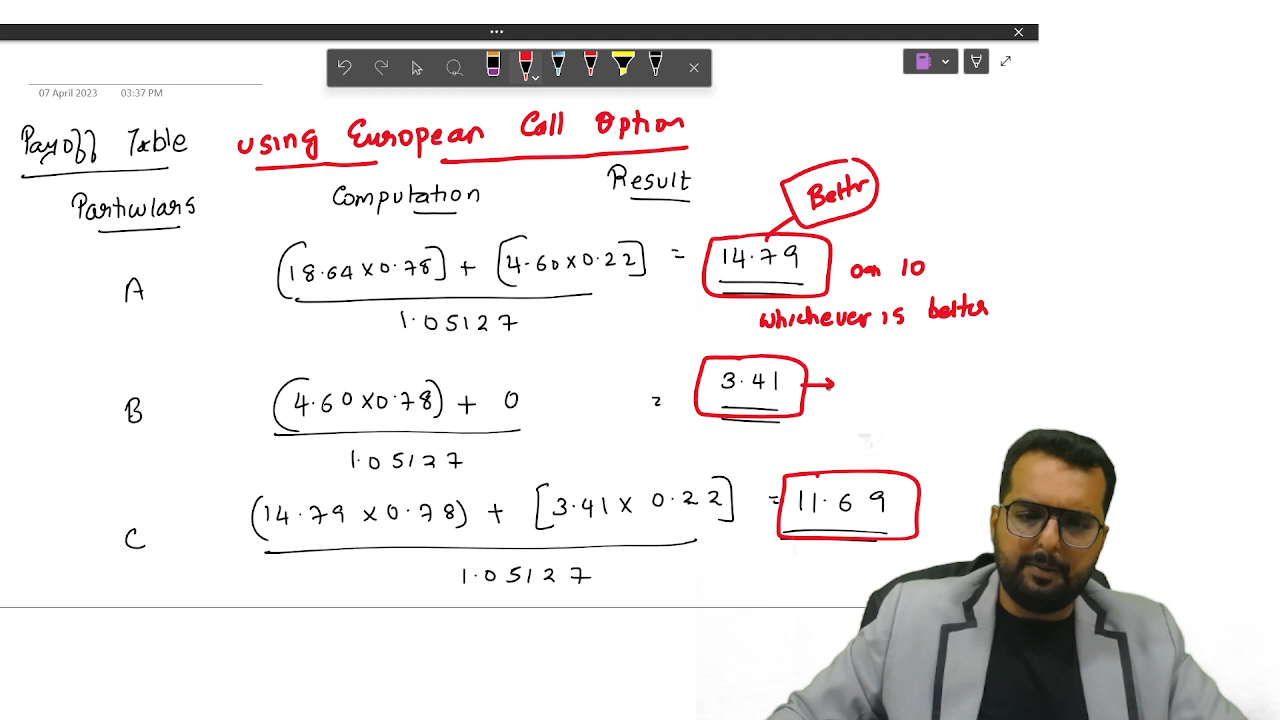 07 April 2023 03:37 PM
Payoff Table using European Call Option
Particulars Computation Result
Bettr
A (18.64 x 0.78] + [4.60 x 0.22] = 14.79 on 10
1.05127 whichever is better
B (4.60 x 0.78) + 0 = 3.41
1.05127
C (14.79 x 0.78) + [3.41 x 0.22] = 11.69
1.05127